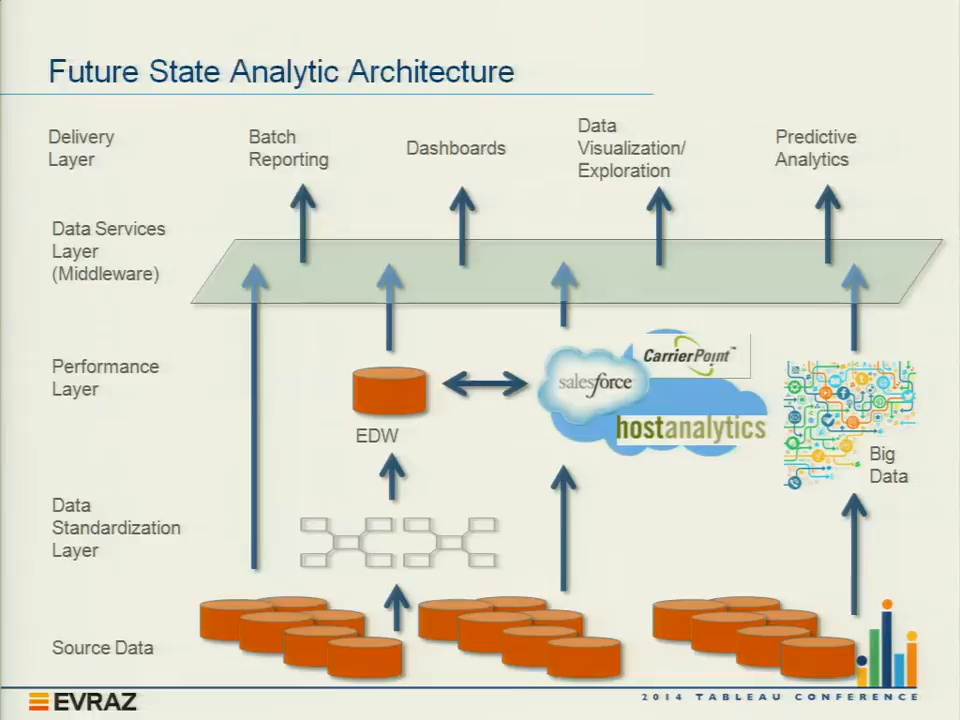 Future State Analytic Architecture
Delivery
Layer
Batch
Reporting
Dashboards
Data
Visualization/
Exploration
Predictive
Analytics
Data Services
Layer
(Middleware)
Performance
Layer
EDW
salesforce
CarrierPoint™
hostanalytics
Big
Data
Data
Standardization
Layer
Source Data
EVRAZ
2014 TABLEAU CONFERENCE